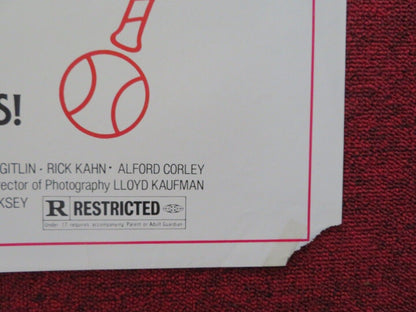 S!
GITLIN • RICK KAHN • ALFORD CORLEY
rector of Photography LLOYD KAUFMAN
KSEY
R RESTRICTED
Under 17 requires accompanying Parent or Adult Guardian